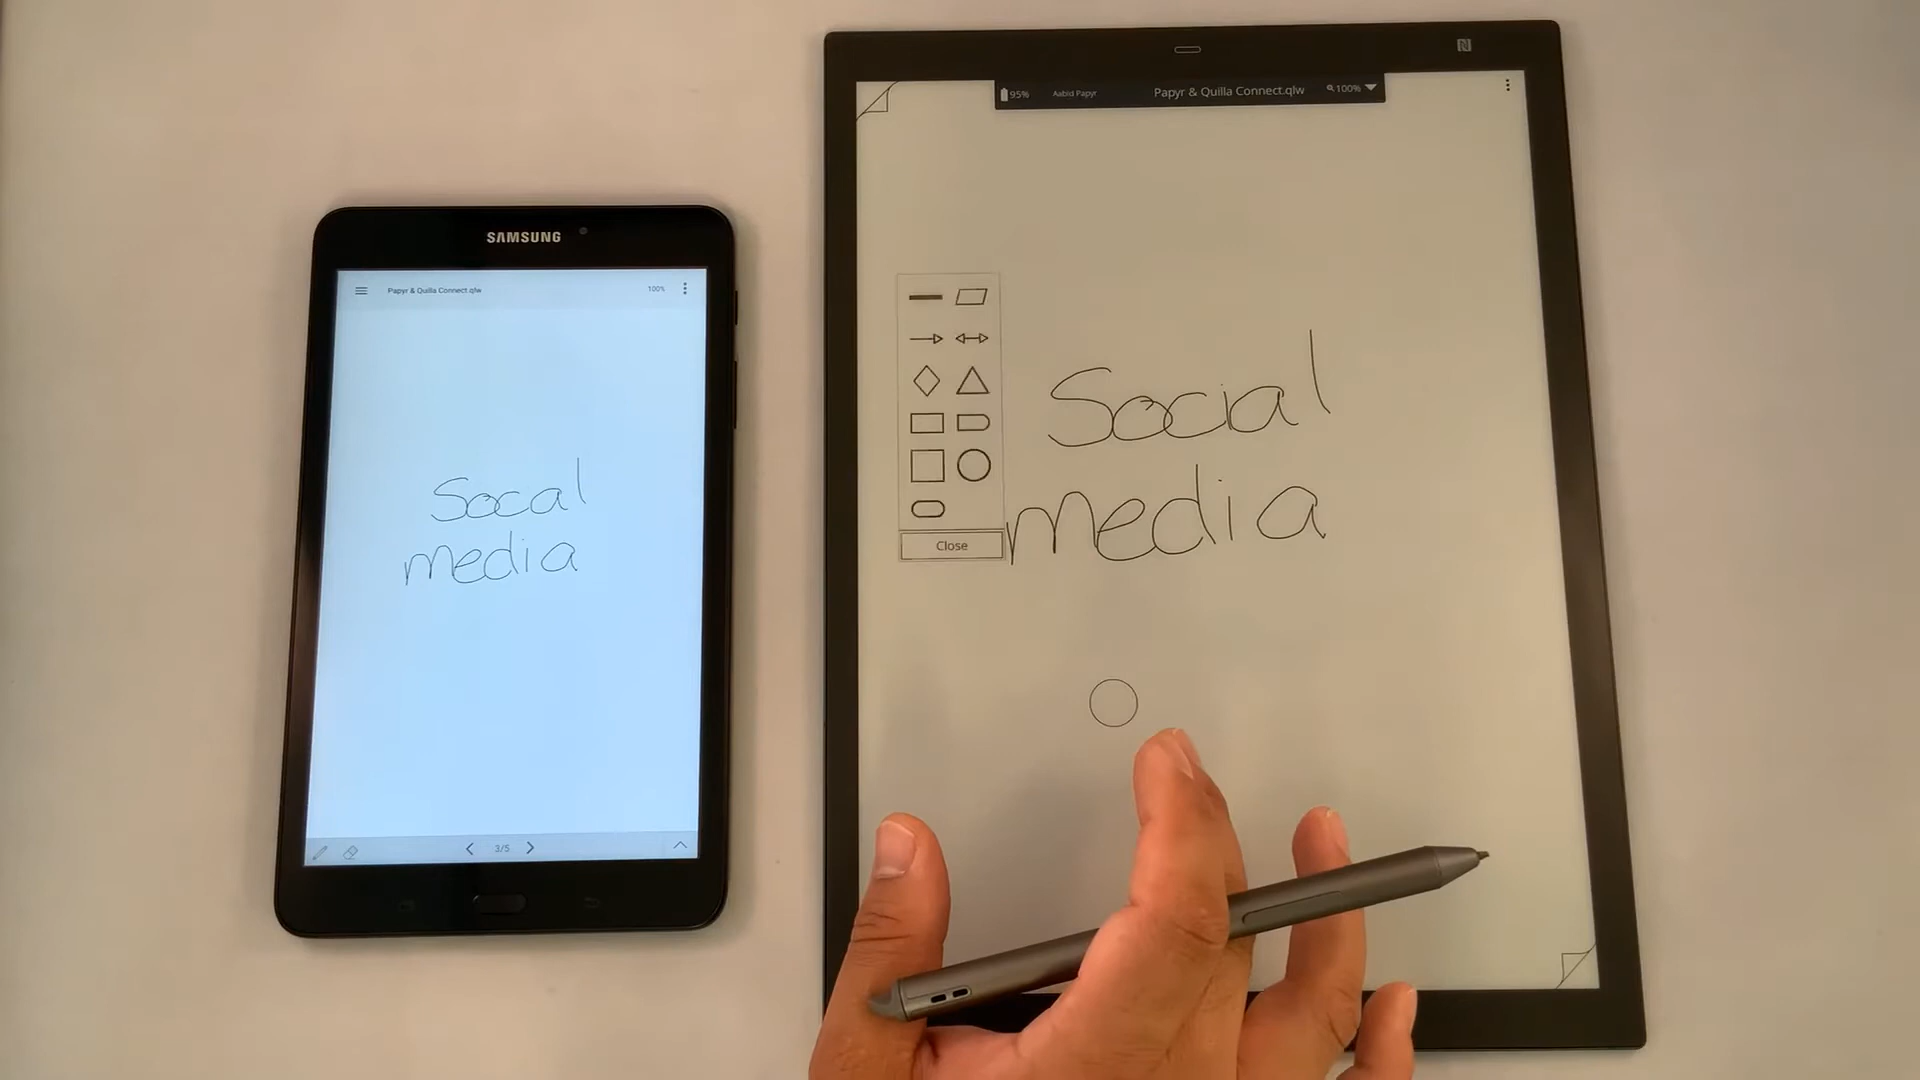 SAMSUNG
Papyr & Quilla Connect.qlw 100%
Socal
media
3/5
95% Aabid Papyr Papyr & Quilla Connect.qlw 100%
Social
media
Close